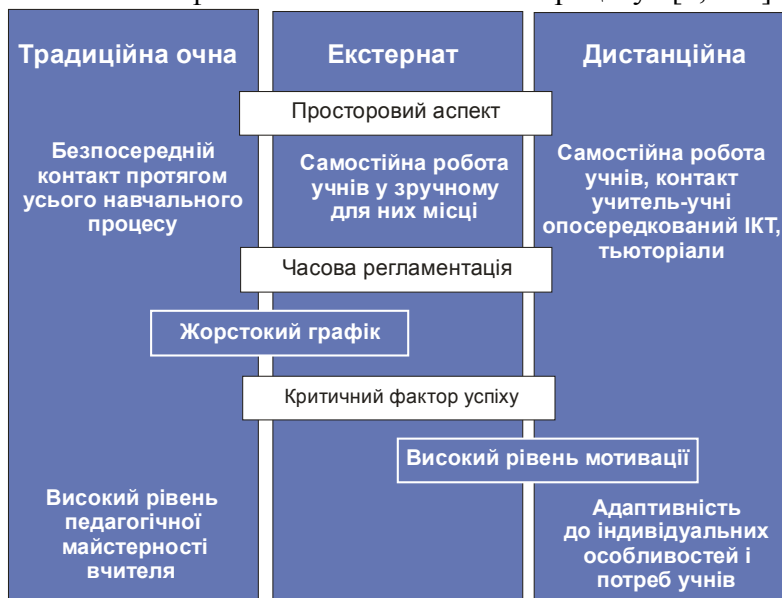 Традиційна очна
Екстернат
Дистанційна
Просторовий аспект
Безпосередній
контакт протягом
усього навчального
процесу
Самостійна робота
учнів у зручному
для них місці
Самостійна робота
учнів, контакт
учитель-учні
опосередкований ІКТ,
тьюторіали
Часова регламентація
Жорстокий графік
Критичний фактор успіху
Високий рівень мотивації
Високий рівень
педагогічної
майстерності
вчителя
Адаптивність
до індивідуальних
особливостей і
потреб учнів